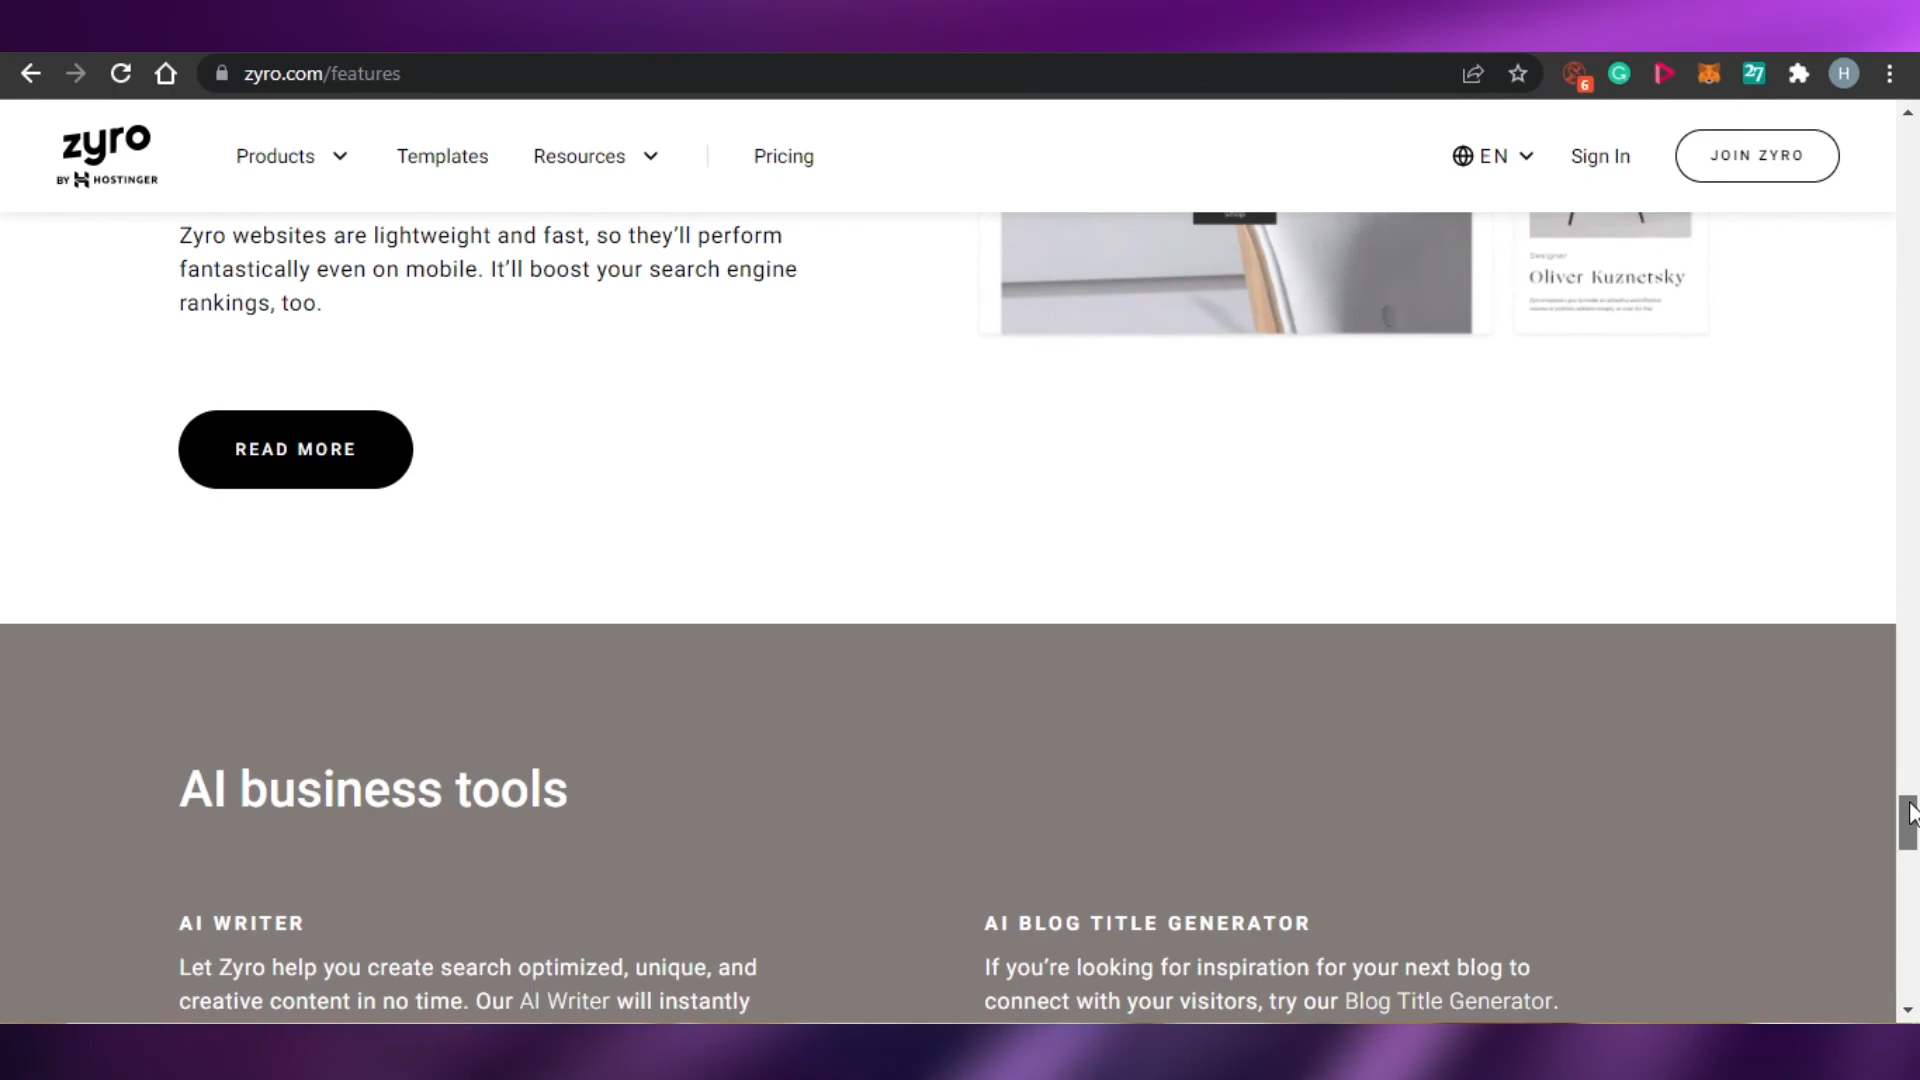 zyro.com/features
6
27
H
zyro
BY HOSTINGER
Products
Templates
Resources
Pricing
EN
Sign In
JOIN ZYRO
Zyro websites are lightweight and fast, so they’ll perform
fantastically even on mobile. It’ll boost your search engine
rankings, too.
Shop
Designer
Oliver Kuznetsky
READ MORE
AI business tools
AI WRITER
Let Zyro help you create search optimized, unique, and
creative content in no time. Our AI Writer will instantly
AI BLOG TITLE GENERATOR
If you’re looking for inspiration for your next blog to
connect with your visitors, try our Blog Title Generator.